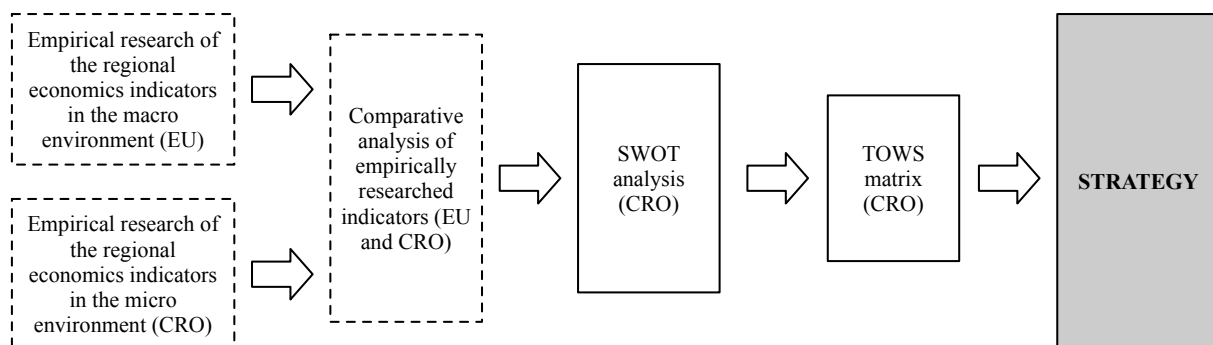 Empirical research of
the regional
economics indicators
in the macro
environment (EU)
Empirical research of
the regional
economics indicators
in the micro
environment (CRO)
Comparative
analysis of
empirically
researched
indicators (EU
and CRO)
SWOT
analysis
(CRO)
TOWS
matrix
(CRO)
STRATEGY